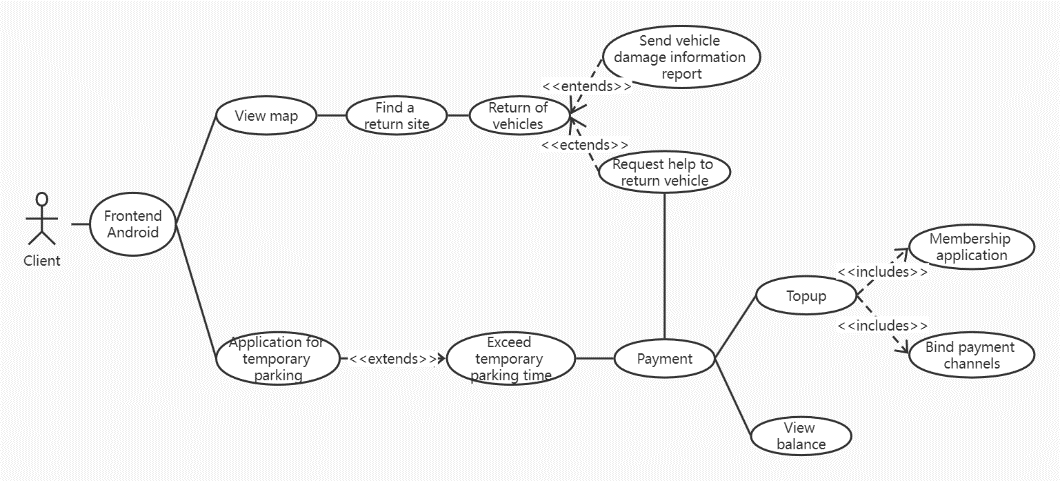 Send vehicle
damage information
report
<<entends>>
View map
Find a
return site
Return of
vehicles
<<ectends>>
Request help to
return vehicle
Frontend
Android
Client
Membership
application
<<includes>>
Topup
<<includes>>
Bind payment
channels
Application for
temporary
parking
<<extends>>
Exceed
temporary
parking time
Payment
View
balance